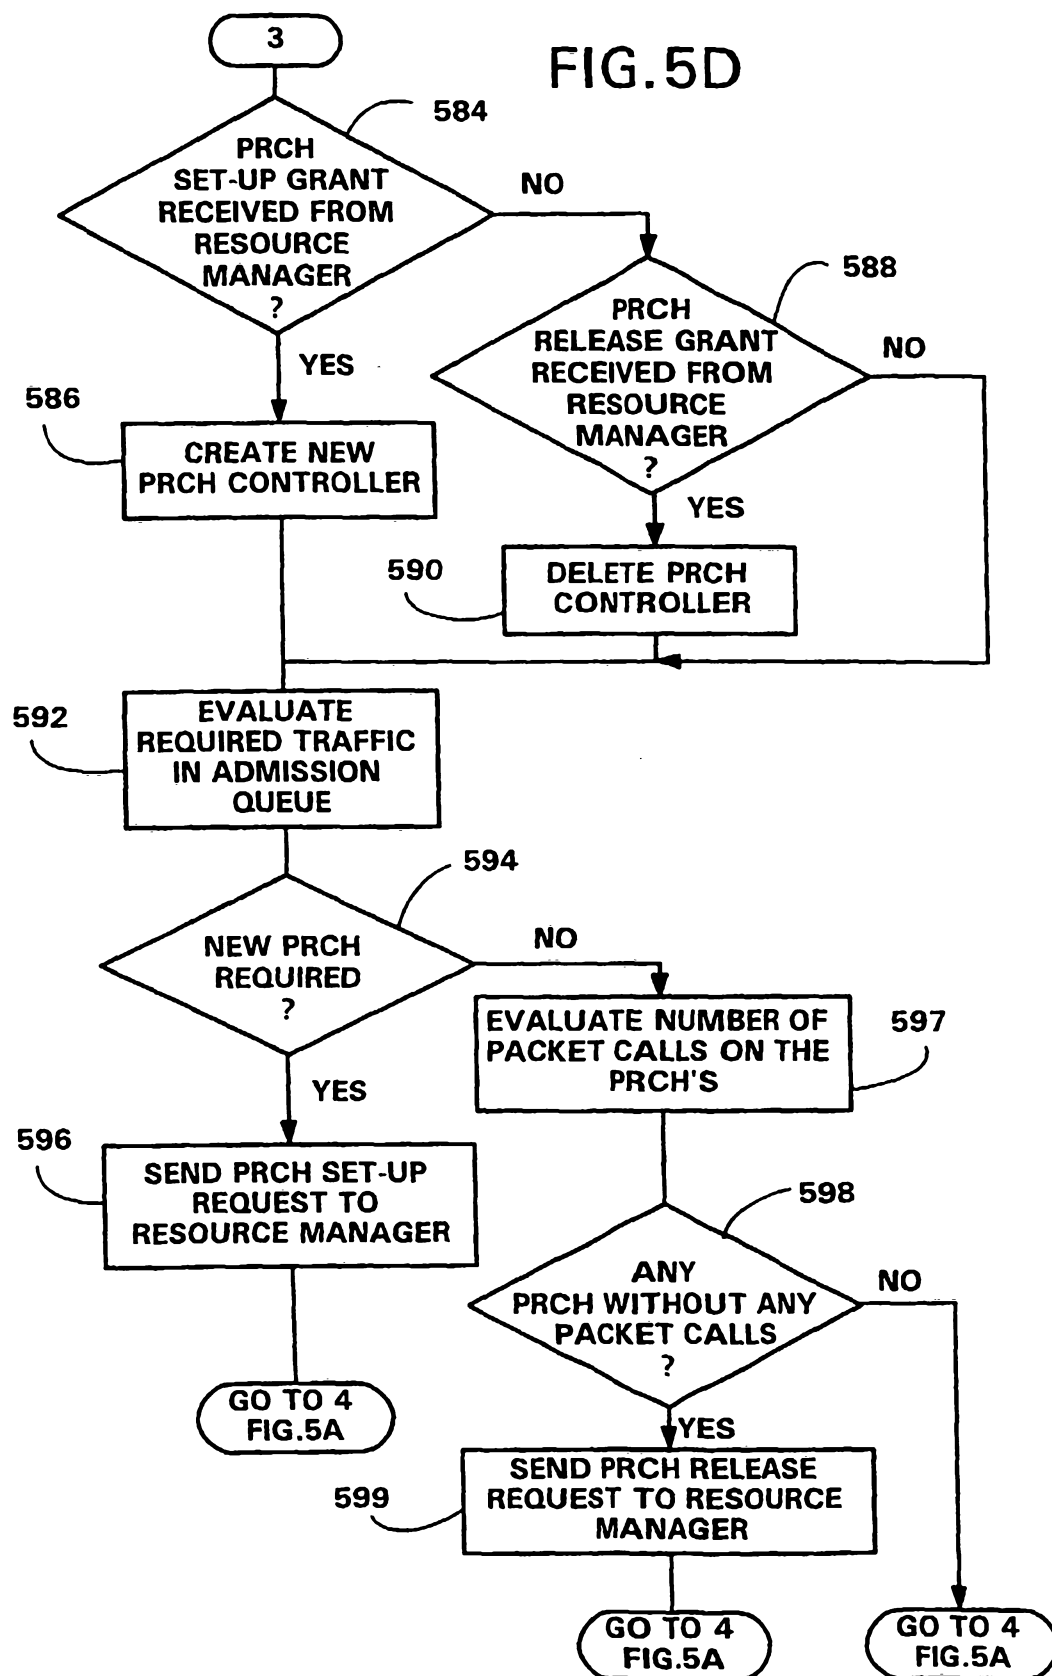 3
FIG.5D
584
PRCH
SET-UP GRANT
RECEIVED FROM
RESOURCE
MANAGER
?
NO
YES
588
PRCH
RELEASE GRANT
RECEIVED FROM
RESOURCE
MANAGER
?
NO
YES
586
CREATE NEW
PRCH CONTROLLER
590
DELETE PRCH
CONTROLLER
592
EVALUATE
REQUIRED TRAFFIC
IN ADMISSION
QUEUE
594
NEW PRCH
REQUIRED
?
NO
YES
EVALUATE NUMBER OF
PACKET CALLS ON THE
PRCH'S
597
596
SEND PRCH SET-UP
REQUEST TO
RESOURCE MANAGER
598
ANY
PRCH WITHOUT ANY
PACKET CALLS
?
NO
YES
GO TO 4
FIG.5A
599
SEND PRCH RELEASE
REQUEST TO RESOURCE
MANAGER
GO TO 4
FIG.5A
GO TO 4
FIG.5A